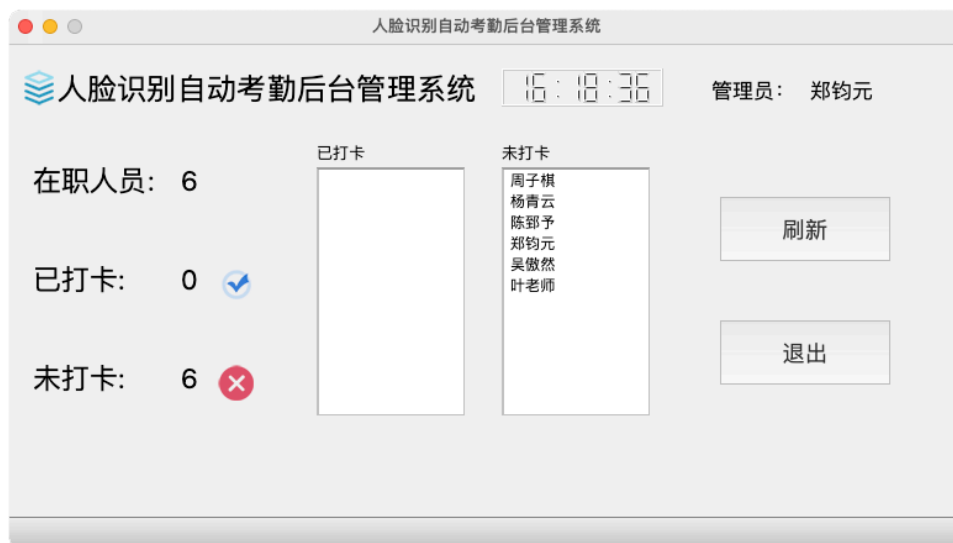 人脸识别自动考勤后台管理系统
人脸识别自动考勤后台管理系统
16:18:36
管理员： 郑钧元
在职人员: 6
已打卡: 0
未打卡: 6
已打卡
未打卡
周子棋
杨青云
陈郅予
郑钧元
吴傲然
叶老师
刷新
退出